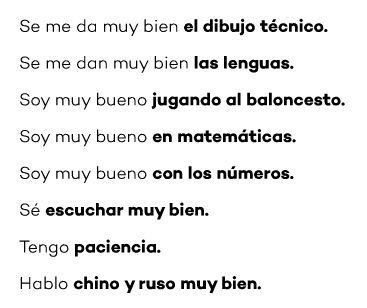 Se me da muy bien el dibujo técnico.
Se me dan muy bien las lenguas.
Soy muy bueno jugando al baloncesto.
Soy muy bueno en matemáticas.
Soy muy bueno con los números.
Sé escuchar muy bien.
Tengo paciencia.
Hablo chino y ruso muy bien.